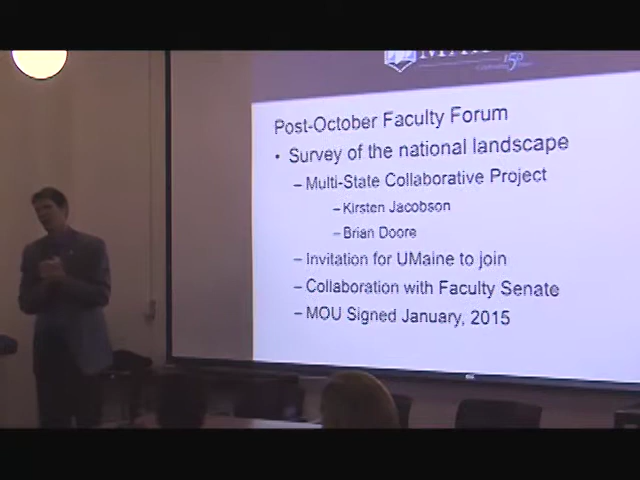 Post-October Faculty Forum
• Survey of the national landscape
– Multi-State Collaborative Project
– Kirsten Jacobson
– Brian Doore
– Invitation for UMaine to join
– Collaboration with Faculty Senate
– MOU Signed January, 2015